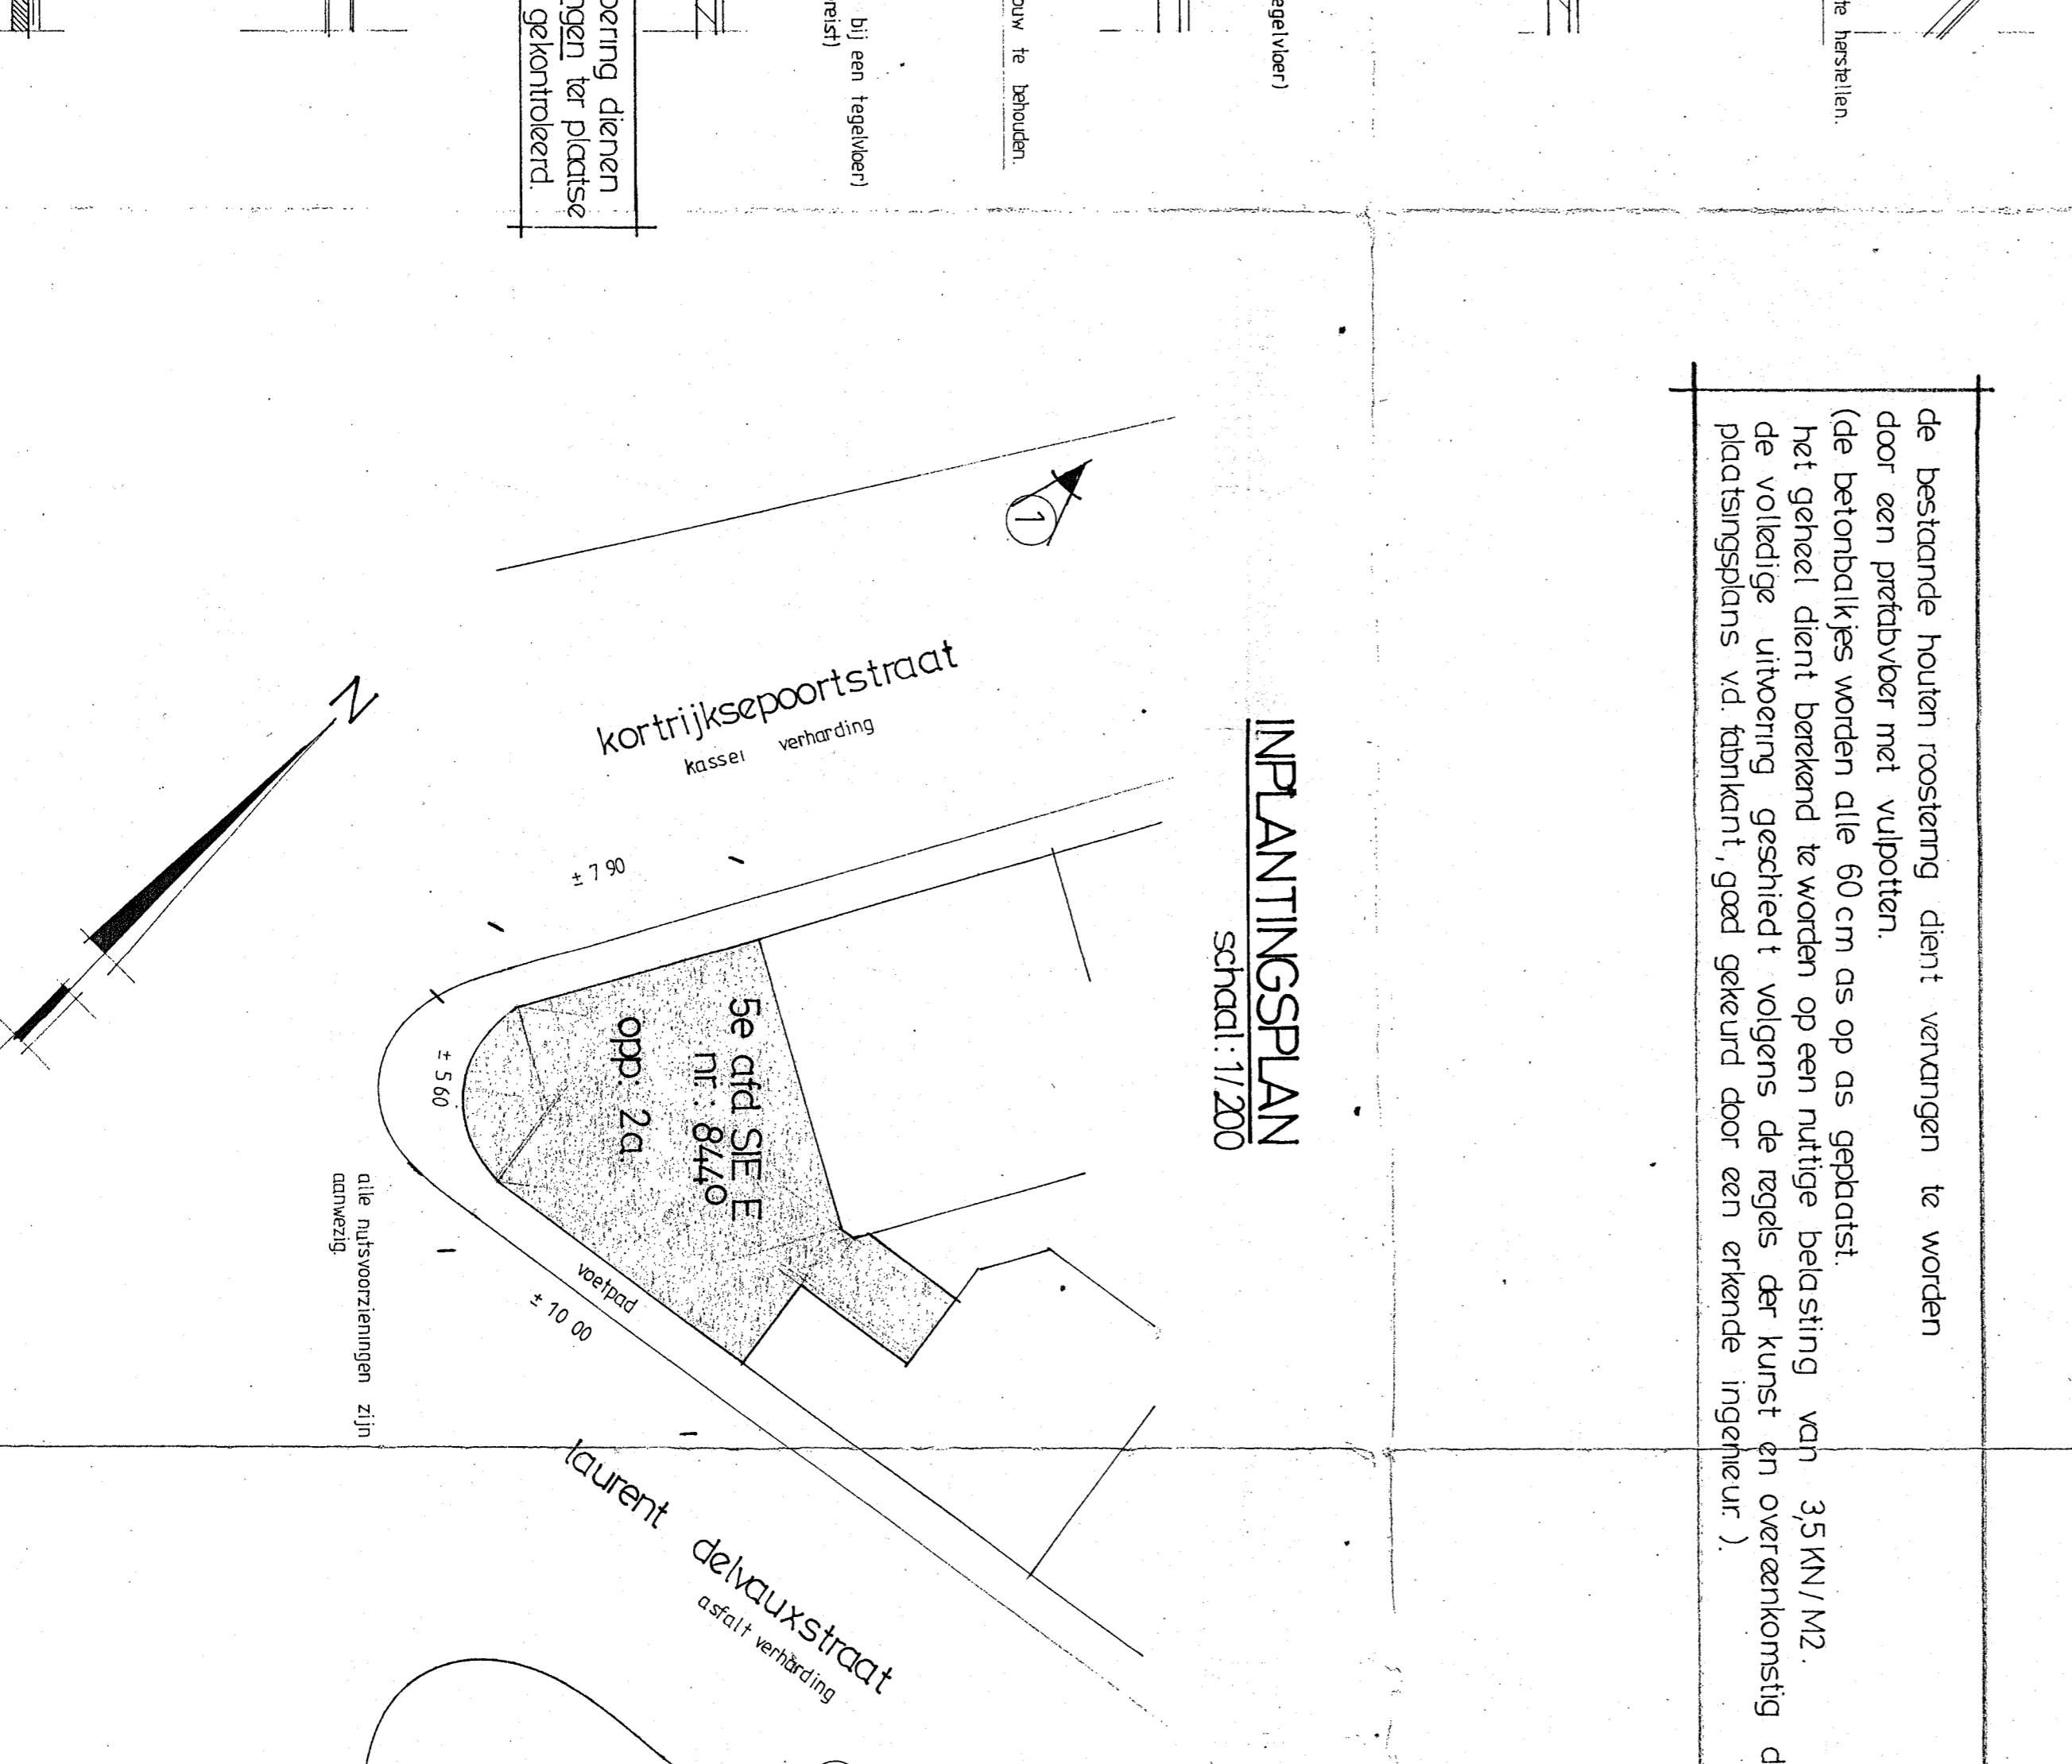 te herstellen.
egelvloer)
ouw te behouden.
bij een tegelvloer)
reist)
pering dienen
ngen ter plaatse
gekontroleerd.
de bestaande houten roostering dient vervangen te worden
door een prefabvloer met vulpotten.
(de betonbalkjes worden alle 60 cm as op as geplaatst.
het geheel dient berekend te worden op een nuttige belasting van 3,5 KN/M2.
de volledige uitvoering geschiedt volgens de regels der kunst en overeenkomstig d
plaatsingsplans vd. fabrikant, goed gekeurd door een erkende ingenieur.)
INPLANTINGSPLAN
schaal: 1/200
1
N
kortrijksepoortstraat
kassei verharding
± 7 90
5e afd SIE E
nr.: 844o
opp: 2a.
± 5 60
voetpad
± 10 00
alle nutsvoorzieningen zijn
aanwezig.
laurent delvauxstraat
asfalt verharding